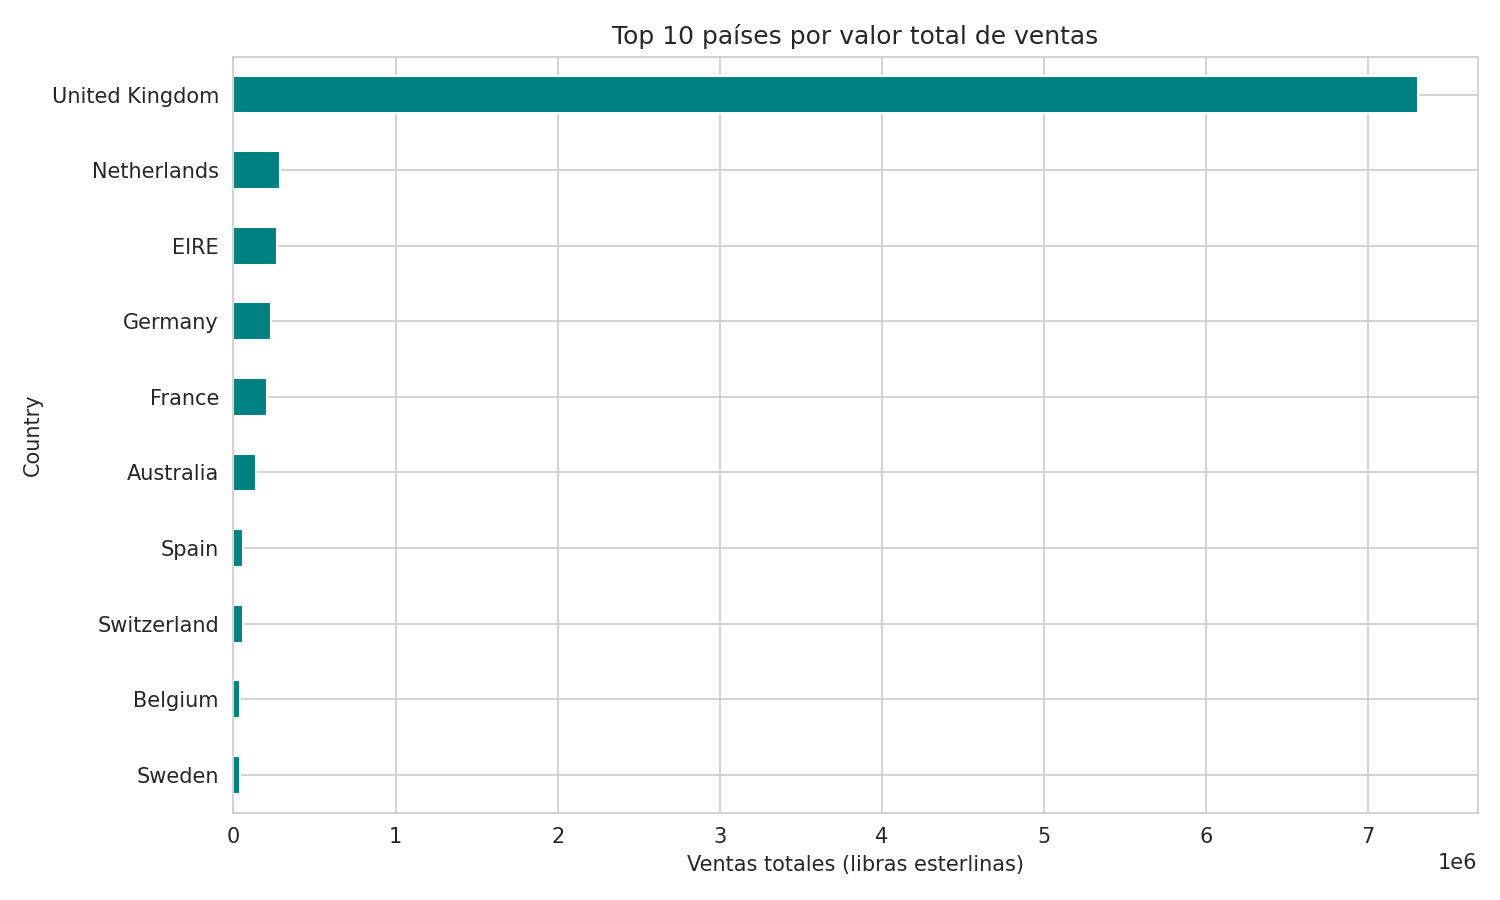 Top 10 países por valor total de ventas
United Kingdom
Netherlands
EIRE
Germany
France
Australia
Spain
Switzerland
Belgium
Sweden
Country
0 1 2 3 4 5 6 7
1e6
Ventas totales (libras esterlinas)